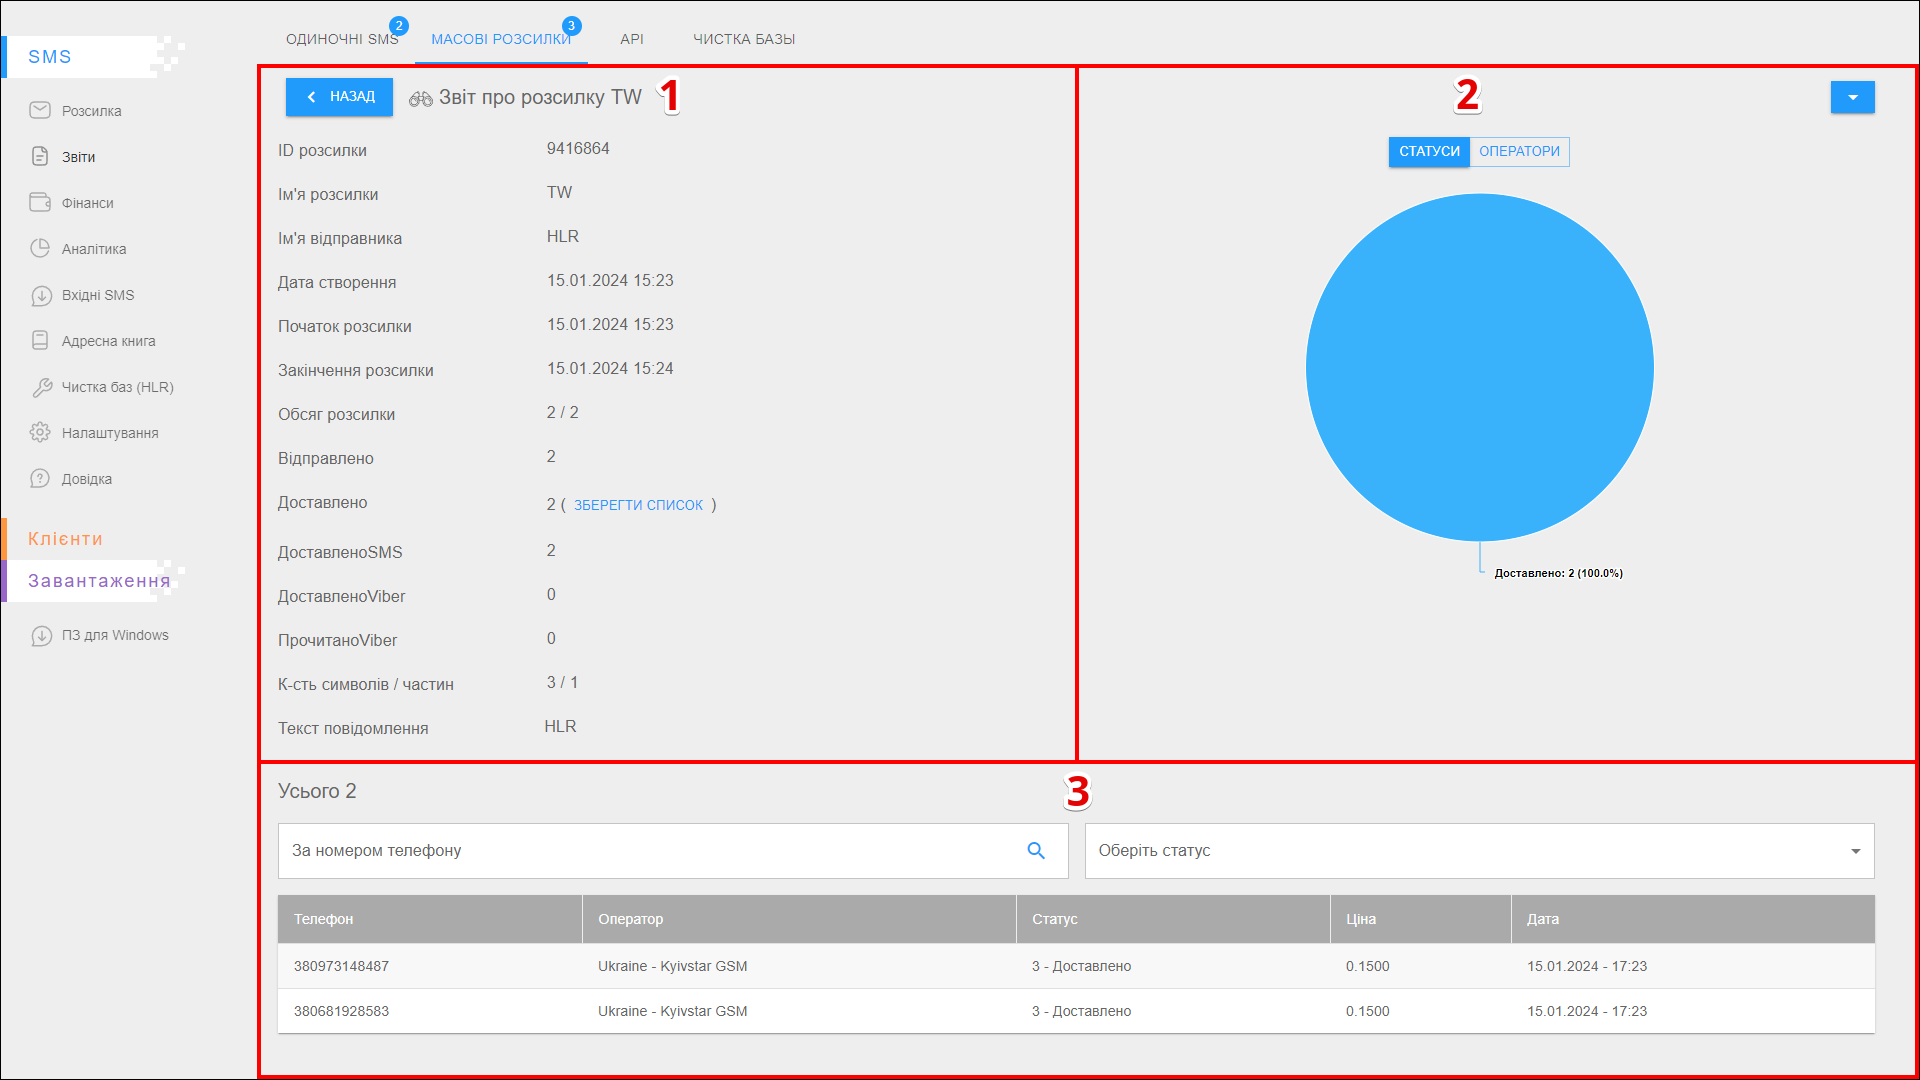 SMS
Розсилка
Звіти
Фінанси
Аналітика
Вхідні SMS
Адресна книга
Чистка баз (HLR)
Налаштування
Довідка
Клієнти
Завантаження
ПЗ для Windows
ОДИНОЧНІ SMS 2
МАСОВІ РОЗСИЛКИ 3
API
ЧИСТКА БАЗЫ
НАЗАД
Звіт про розсилку TW
1
ID розсилки 9416864
Ім'я розсилки TW
Ім'я відправника HLR
Дата створення 15.01.2024 15:23
Початок розсилки 15.01.2024 15:23
Закінчення розсилки 15.01.2024 15:24
Обсяг розсилки 2 / 2
Відправлено 2
Доставлено 2 ( ЗБЕРЕГТИ СПИСОК )
ДоставленоSMS 2
ДоставленоViber 0
ПрочитаноViber 0
К-сть символів / частин 3 / 1
Текст повідомлення HLR
2
СТАТУСИ ОПЕРАТОРИ
Доставлено: 2 (100.0%)
Усього 2
3
За номером телефону
Оберіть статус
Телефон Оператор Статус Ціна Дата
380973148487 Ukraine - Kyivstar GSM 3 - Доставлено 0.1500 15.01.2024 - 17:23
380681928583 Ukraine - Kyivstar GSM 3 - Доставлено 0.1500 15.01.2024 - 17:23